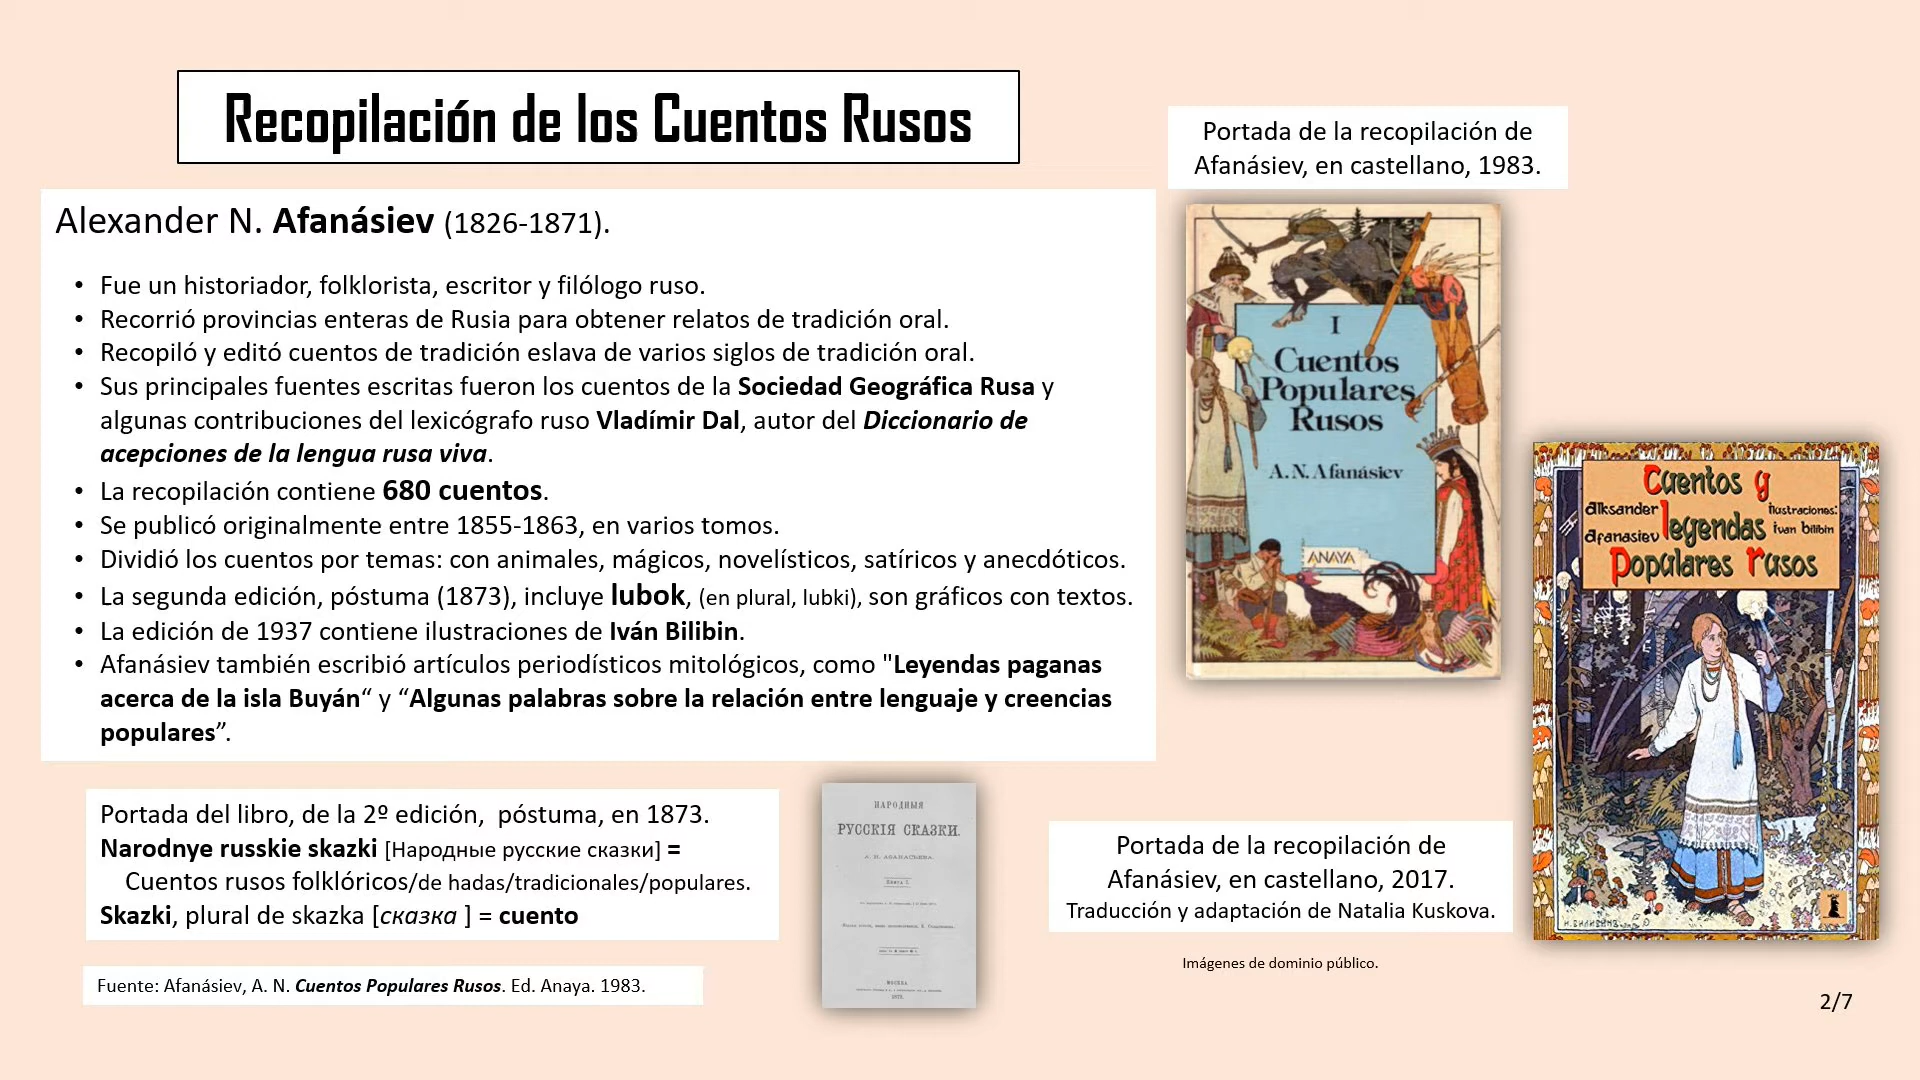 Recopilación de los Cuentos Rusos
Alexander N. Afanásiev (1826-1871).
• Fue un historiador, folklorista, escritor y filólogo ruso.
• Recorrió provincias enteras de Rusia para obtener relatos de tradición oral.
• Recopiló y editó cuentos de tradición eslava de varios siglos de tradición oral.
• Sus principales fuentes escritas fueron los cuentos de la Sociedad Geográfica Rusa y
algunas contribuciones del lexicógrafo ruso Vladímir Dal, autor del Diccionario de
acepciones de la lengua rusa viva.
• La recopilación contiene 680 cuentos.
• Se publicó originalmente entre 1855-1863, en varios tomos.
• Dividió los cuentos por temas: con animales, mágicos, novelísticos, satíricos y anecdóticos.
• La segunda edición, póstuma (1873), incluye lubok, (en plural, lubki), son gráficos con textos.
• La edición de 1937 contiene ilustraciones de Iván Bilibin.
• Afanásiev también escribió artículos periodísticos mitológicos, como "Leyendas paganas
acerca de la isla Buyán“ y “Algunas palabras sobre la relación entre lenguaje y creencias
populares”.
Portada del libro, de la 2º edición, póstuma, en 1873.
Narodnye russkie skazki [Народные русские сказки] =
Cuentos rusos folklóricos/de hadas/tradicionales/populares.
Skazki, plural de skazka [сказка ] = cuento
Fuente: Afanásiev, A. N. Cuentos Populares Rusos. Ed. Anaya. 1983.
НАРОДНЫЯ
РУССКІЯ СКАЗКИ.
А. Н. АѲАНАСЬЕВА.
МОСКВА
1873.
Portada de la recopilación de
Afanásiev, en castellano, 1983.
I
Cuentos
Populares
Rusos
A. N. Afanásiev
ANAYA
Cuentos y
alksander leyendas ilustraciones:
afanasiev ivan bilibin
Populares rusos
Portada de la recopilación de
Afanásiev, en castellano, 2017.
Traducción y adaptación de Natalia Kuskova.
Imágenes de dominio público.
2/7